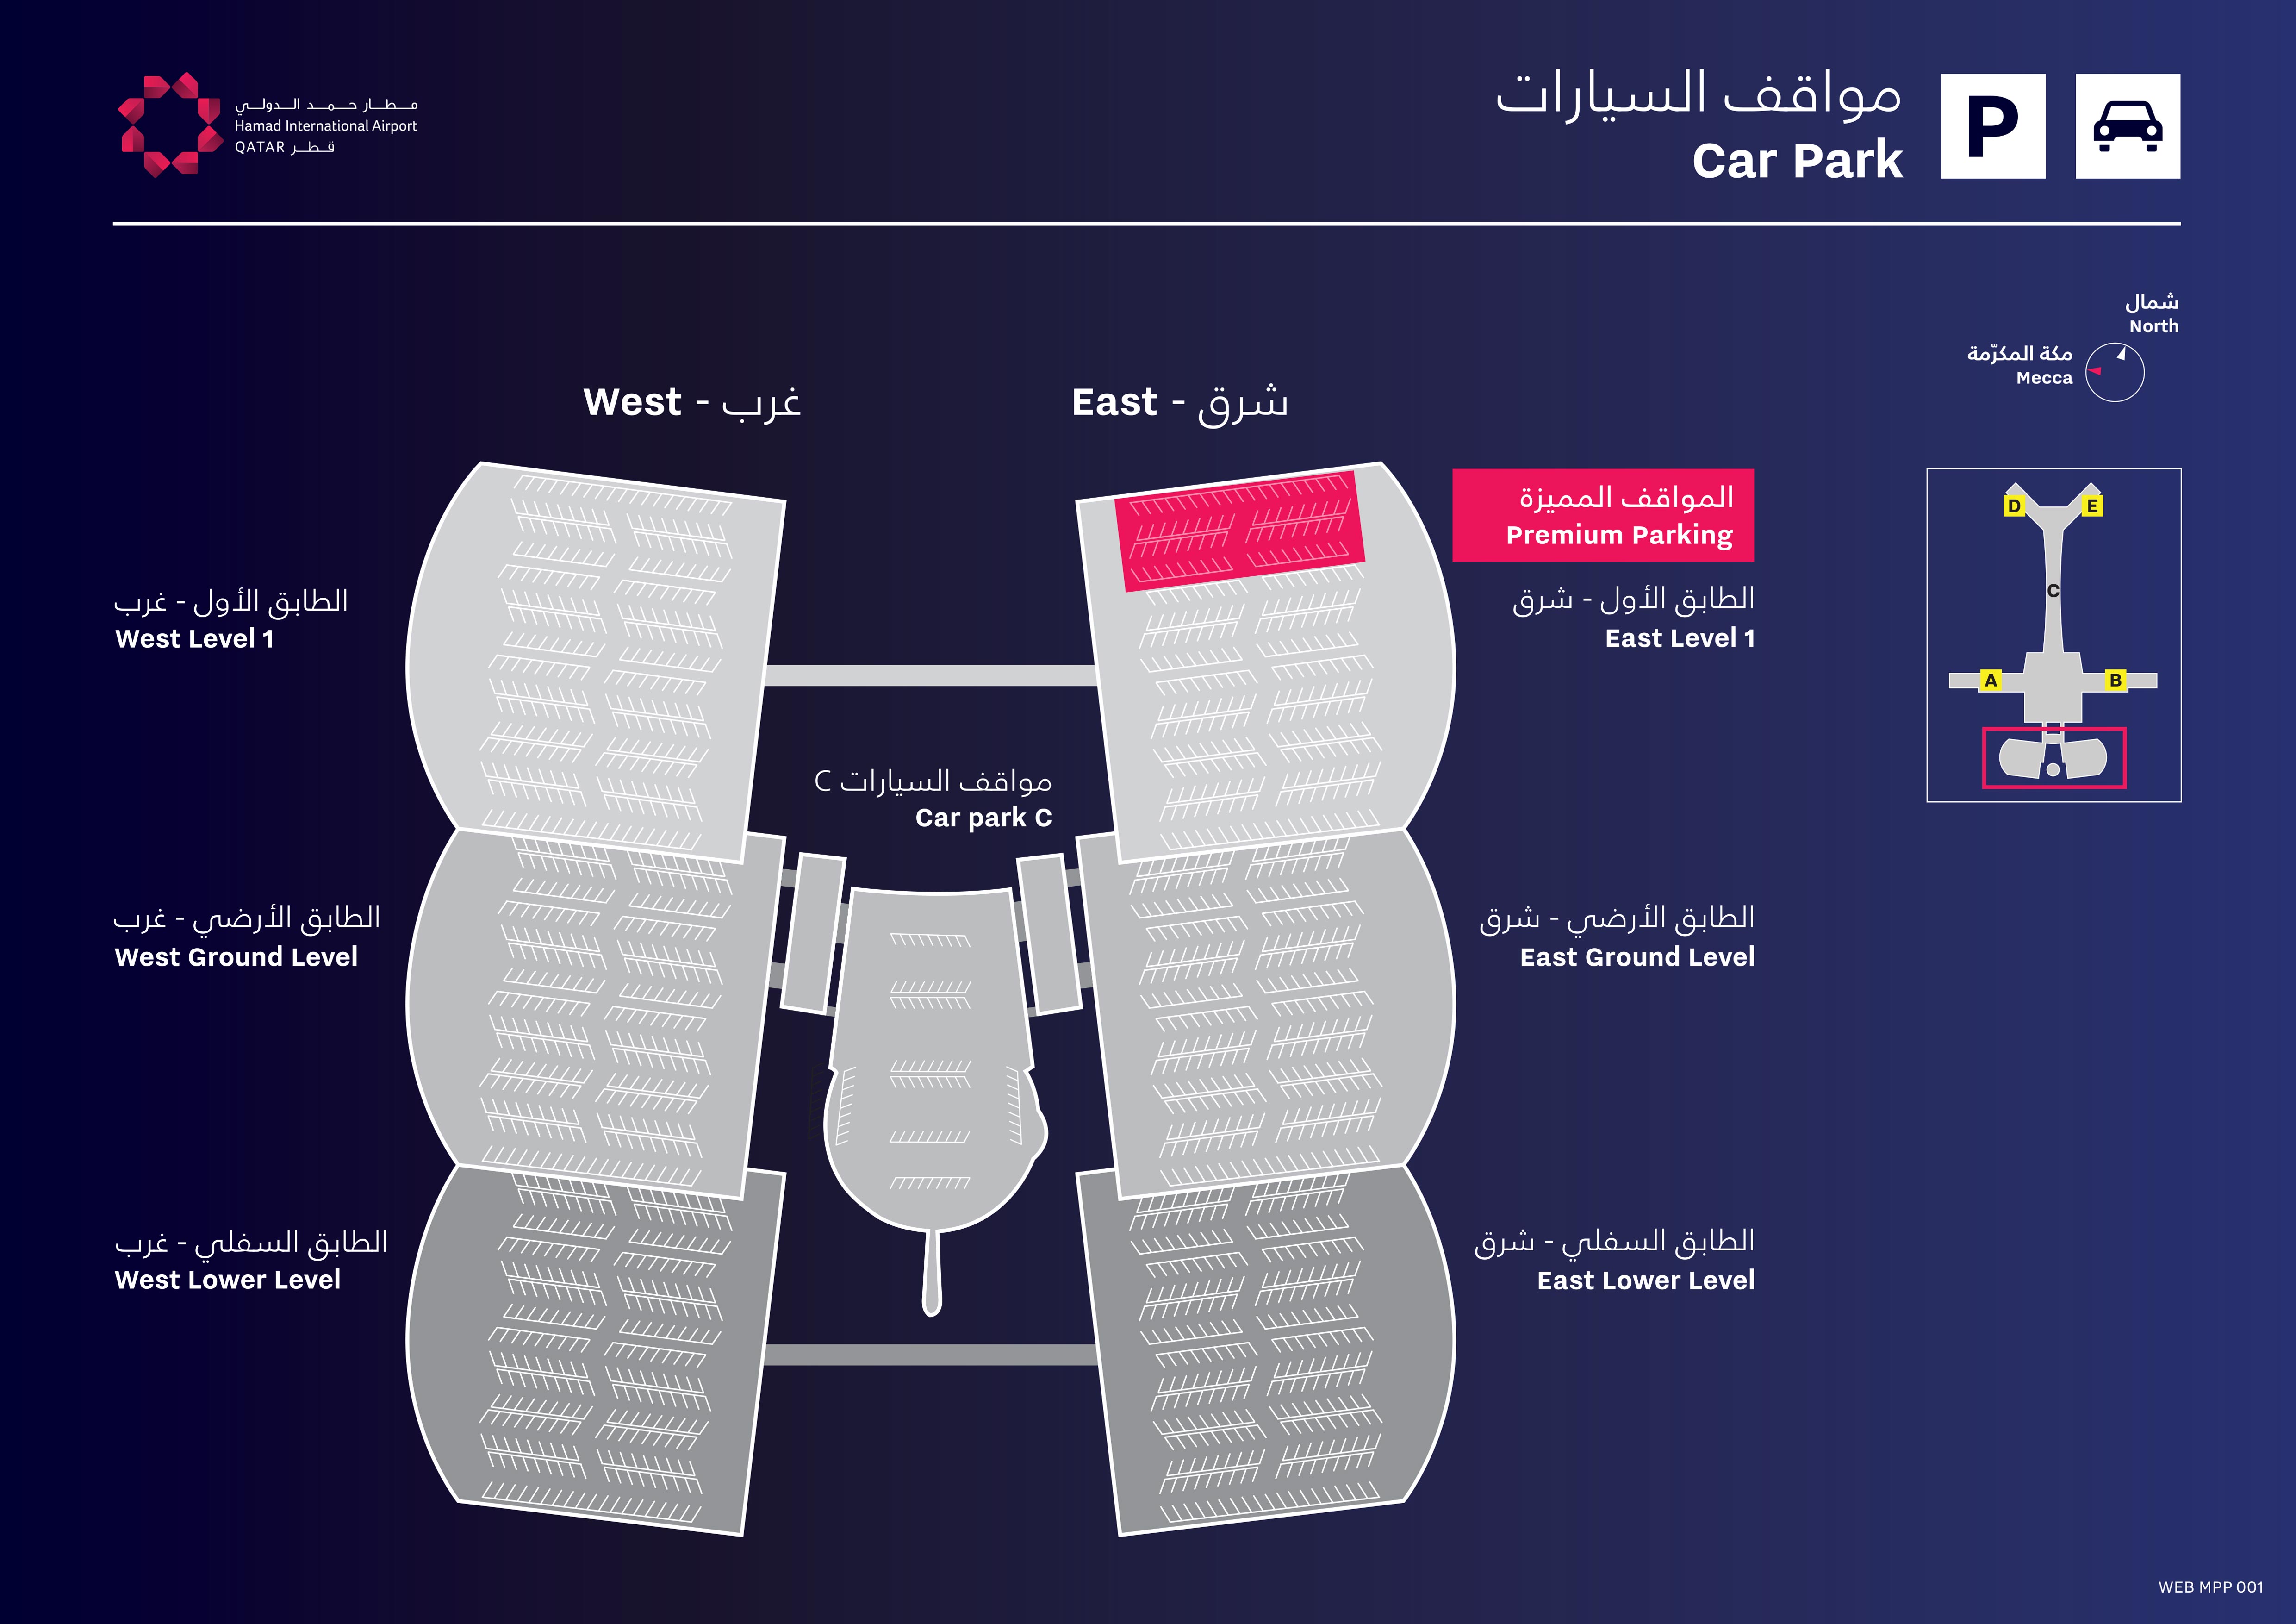 مطار حمد الدولي
Hamad International Airport
QATAR قطر
مواقف السيارات
Car Park
P
شمال
North
مكة المكرّمة
Mecca
West - غرب
East - شرق
المواقف المميزة
Premium Parking
الطابق الأول - غرب
West Level 1
الطابق الأول - شرق
East Level 1
D
E
C
A
B
مواقف السيارات C
Car park C
الطابق الأرضي - غرب
West Ground Level
الطابق الأرضي - شرق
East Ground Level
الطابق السفلي - غرب
West Lower Level
الطابق السفلي - شرق
East Lower Level
WEB MPP 001